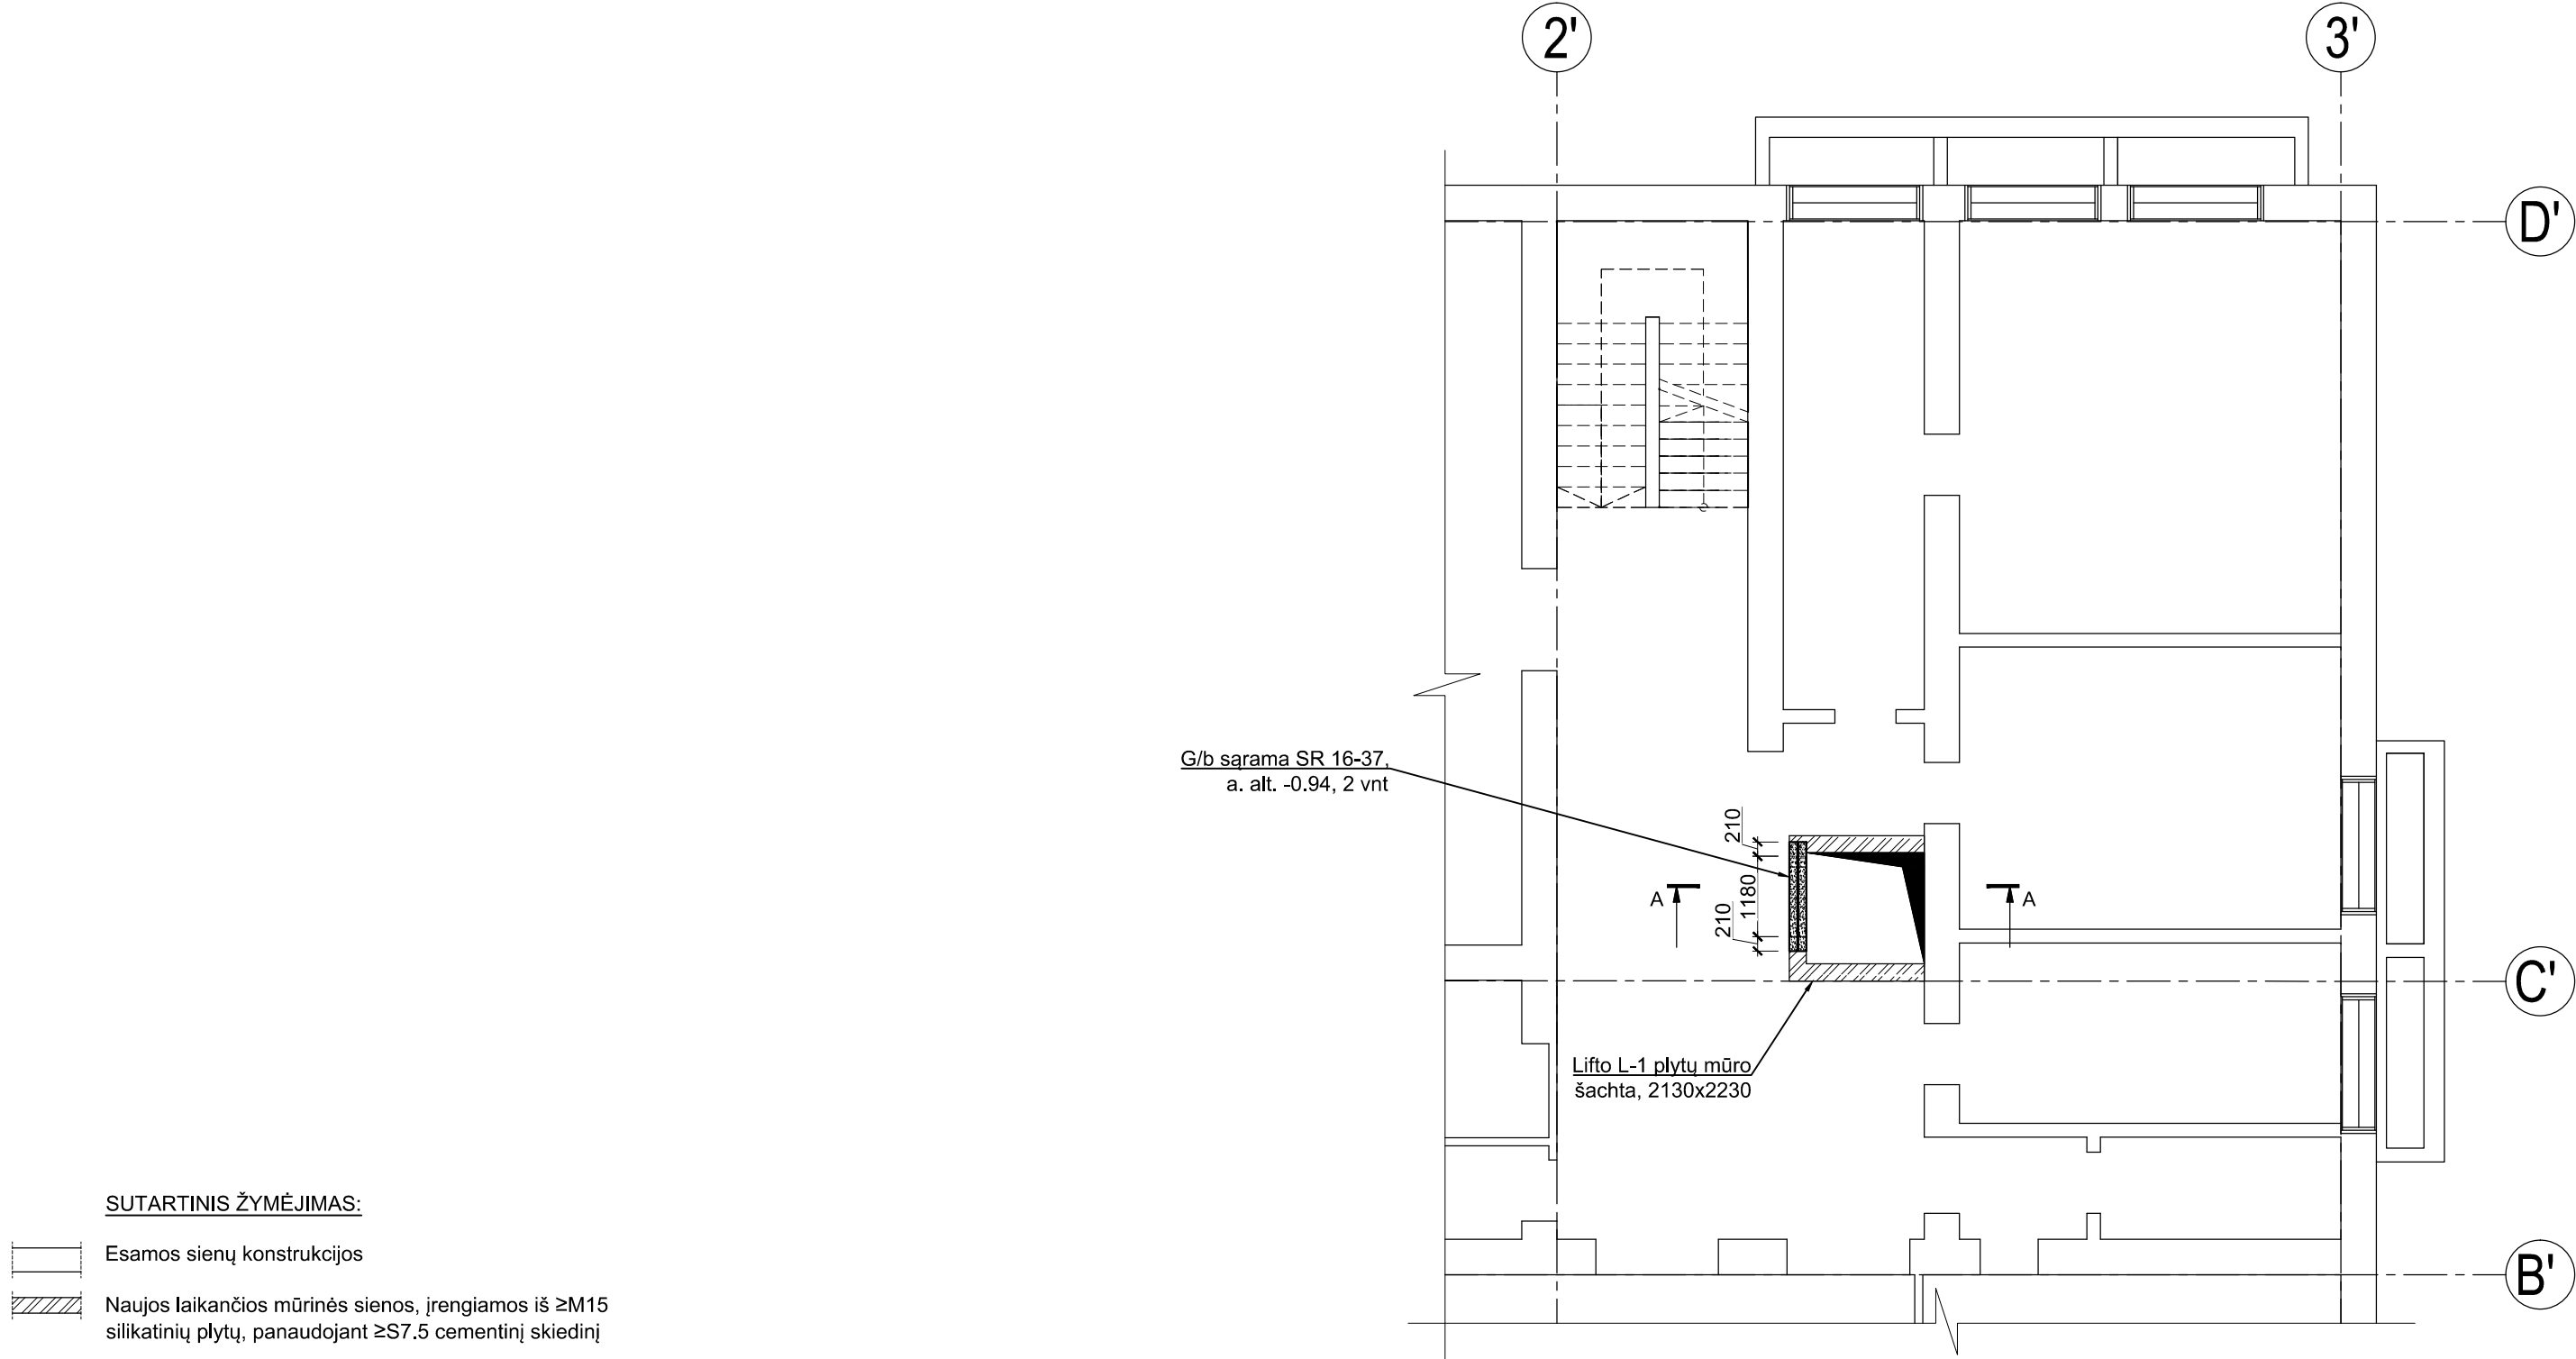 2'
3'
D'
G/b sąrama SR 16-37,
a. alt. -0.94, 2 vnt
210
1180
210
A
A
C'
Lifto L-1 plytų mūro
šachta, 2130x2230
B'
SUTARTINIS ŽYMĖJIMAS:
Esamos sienų konstrukcijos
Naujos laikančios mūrinės sienos, įrengiamos iš ≥M15
silikatinių plytų, panaudojant ≥S7.5 cementinį skiedinį